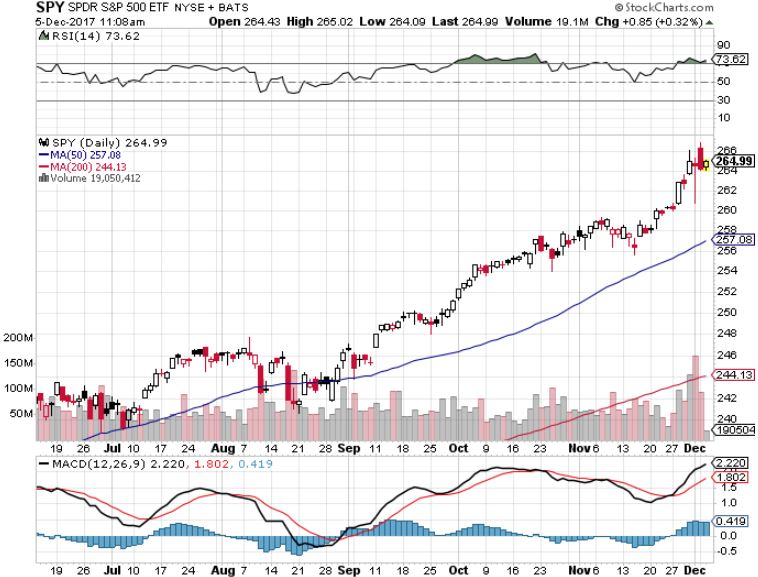 SPY SPDR S&P 500 ETF NYSE + BATS © StockCharts.com
5-Dec-2017 11:08am Open 264.43 High 265.02 Low 264.09 Last 264.99 Volume 19.1M Chg +0.85 (+0.32%)
RSI(14) 73.62
90
73.62
50
30
10
SPY (Daily) 264.99
MA(50) 257.08
MA(200) 244.13
Volume 19,050,412
266
264.99
264
262
260
258
257.08
256
254
252
250
248
246
244.13
242
240
200M
150M
100M
50M
190504
19 26 Jul 10 17 24 Aug 7 14 21 28 Sep 11 18 25 Oct 9 16 23 Nov 6 13 20 27 Dec
MACD(12,26,9) 2.220, 1.802, 0.419
2.220
1.802
1.5
1.0
0.419
0.0
-0.5
19 26 Jul 10 17 24 Aug 7 14 21 28 Sep 11 18 25 Oct 9 16 23 Nov 6 13 20 27 Dec